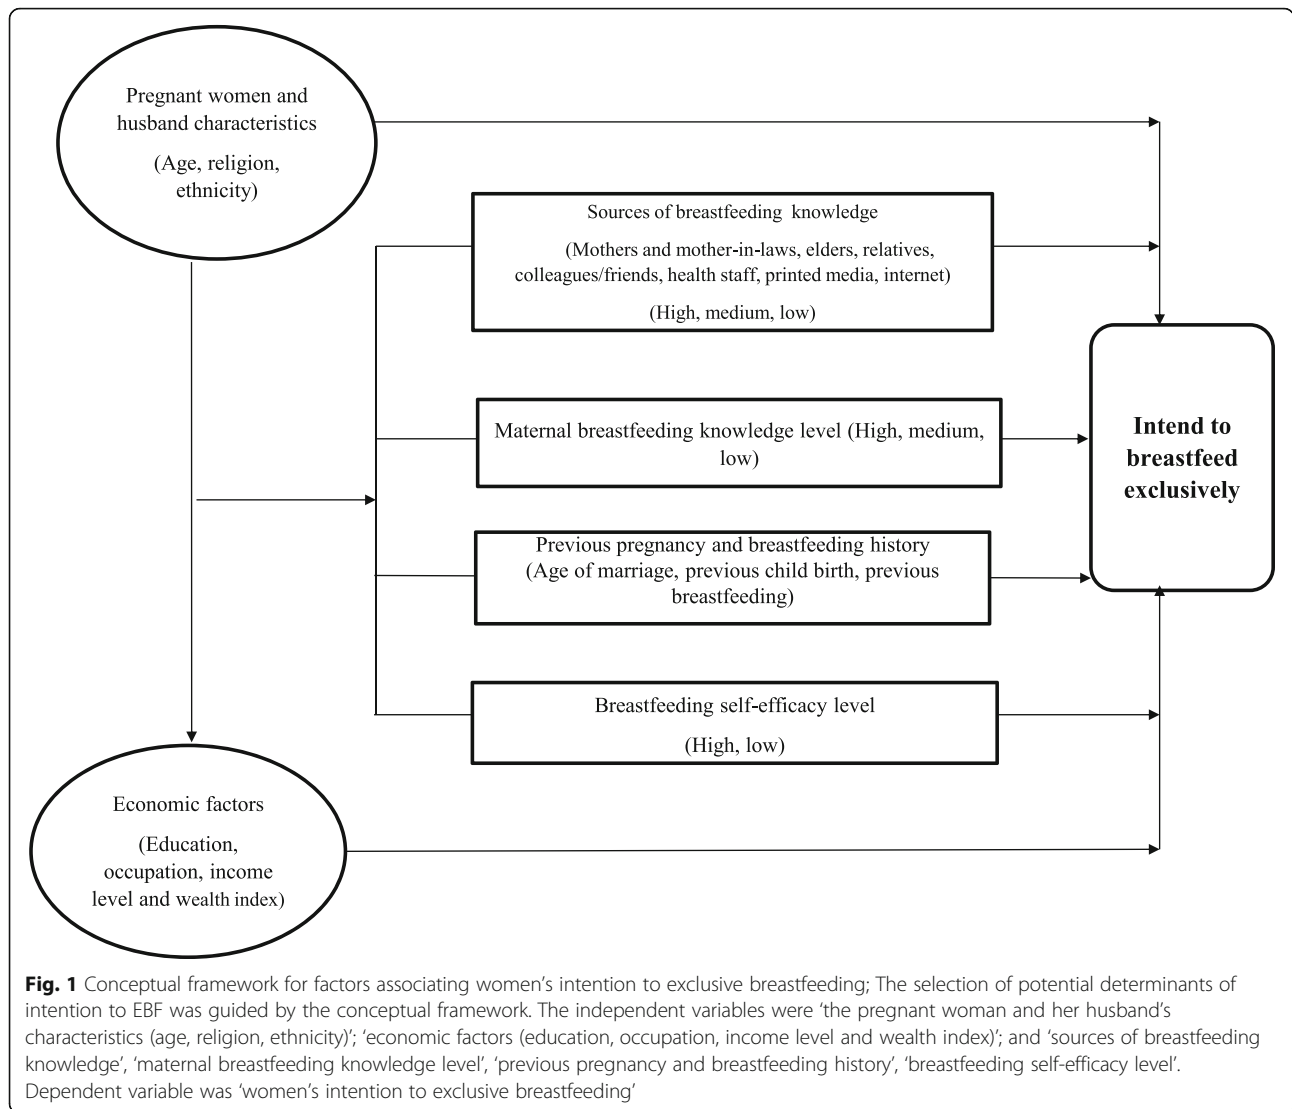 Pregnant women and
husband characteristics
(Age, religion,
ethnicity)
Sources of breastfeeding knowledge
(Mothers and mother-in-laws, elders, relatives,
colleagues/friends, health staff, printed media, internet)
(High, medium, low)
Maternal breastfeeding knowledge level (High, medium,
low)
Intend to
breastfeed
exclusively
Previous pregnancy and breastfeeding history
(Age of marriage, previous child birth, previous
breastfeeding)
Breastfeeding self-efficacy level
(High, low)
Economic factors
(Education,
occupation, income
level and wealth index)
Fig. 1 Conceptual framework for factors associating women’s intention to exclusive breastfeeding; The selection of potential determinants of
intention to EBF was guided by the conceptual framework. The independent variables were ‘the pregnant woman and her husband’s
characteristics (age, religion, ethnicity)’; ‘economic factors (education, occupation, income level and wealth index)’; and ‘sources of breastfeeding
knowledge’, ‘maternal breastfeeding knowledge level’, ‘previous pregnancy and breastfeeding history’, ‘breastfeeding self-efficacy level’.
Dependent variable was ‘women’s intention to exclusive breastfeeding’